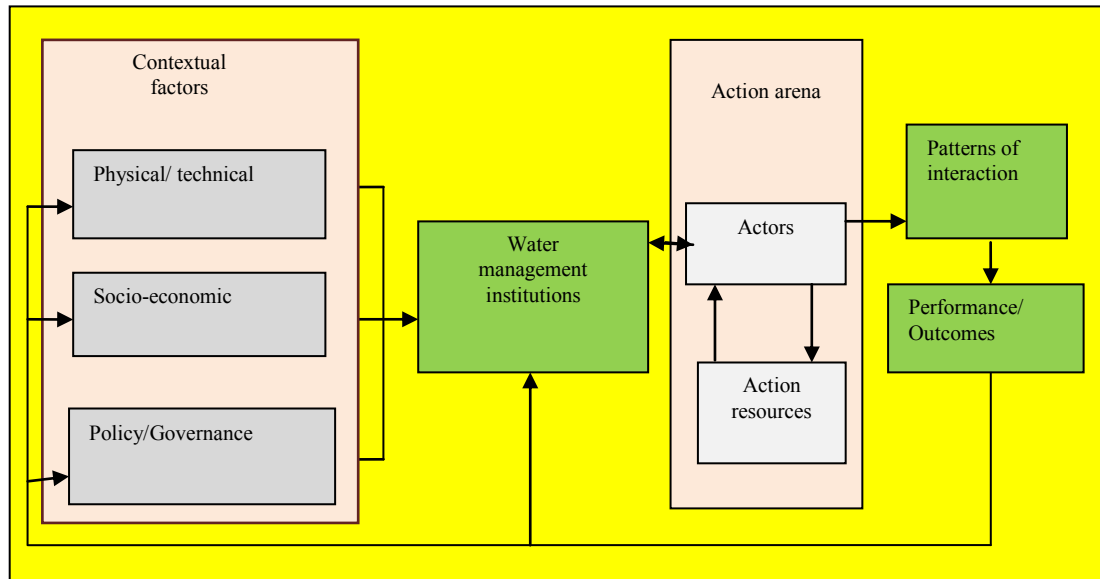 Contextual
factors
Physical/ technical
Socio-economic
Policy/Governance
Water
management
institutions
Action arena
Actors
Action
resources
Patterns of
interaction
Performance/
Outcomes